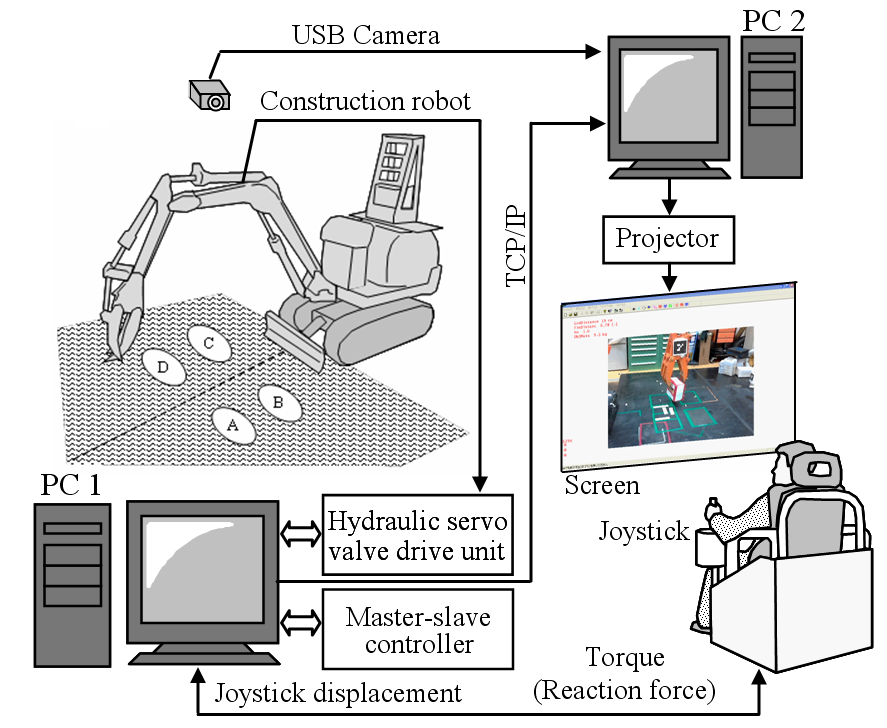 USB Camera
PC 2
Construction robot
TCP/IP
Projector
C
D
B
A
Screen
PC 1
Hydraulic servo
valve drive unit
Joystick
Master-slave
controller
Torque
(Reaction force)
Joystick displacement